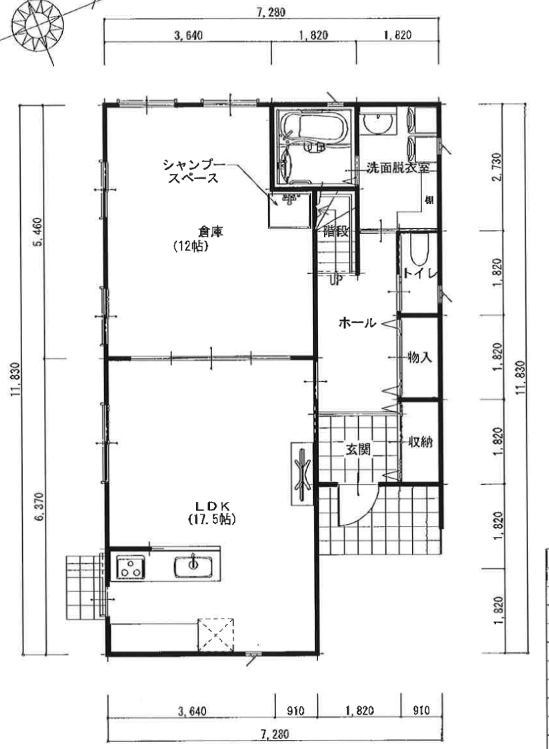 7,280
3,640
1,820
1,820
シャンプー
スペース
倉庫
(12帖)
洗面脱衣室
棚
階段
UP
トイレ
ホール
物入
玄関
収納
LDK
(17.5帖)
11,830
5,460
6,370
2,730
1,820
1,820
1,820
1,820
1,820
11,830
3,640
910
1,820
910
7,280